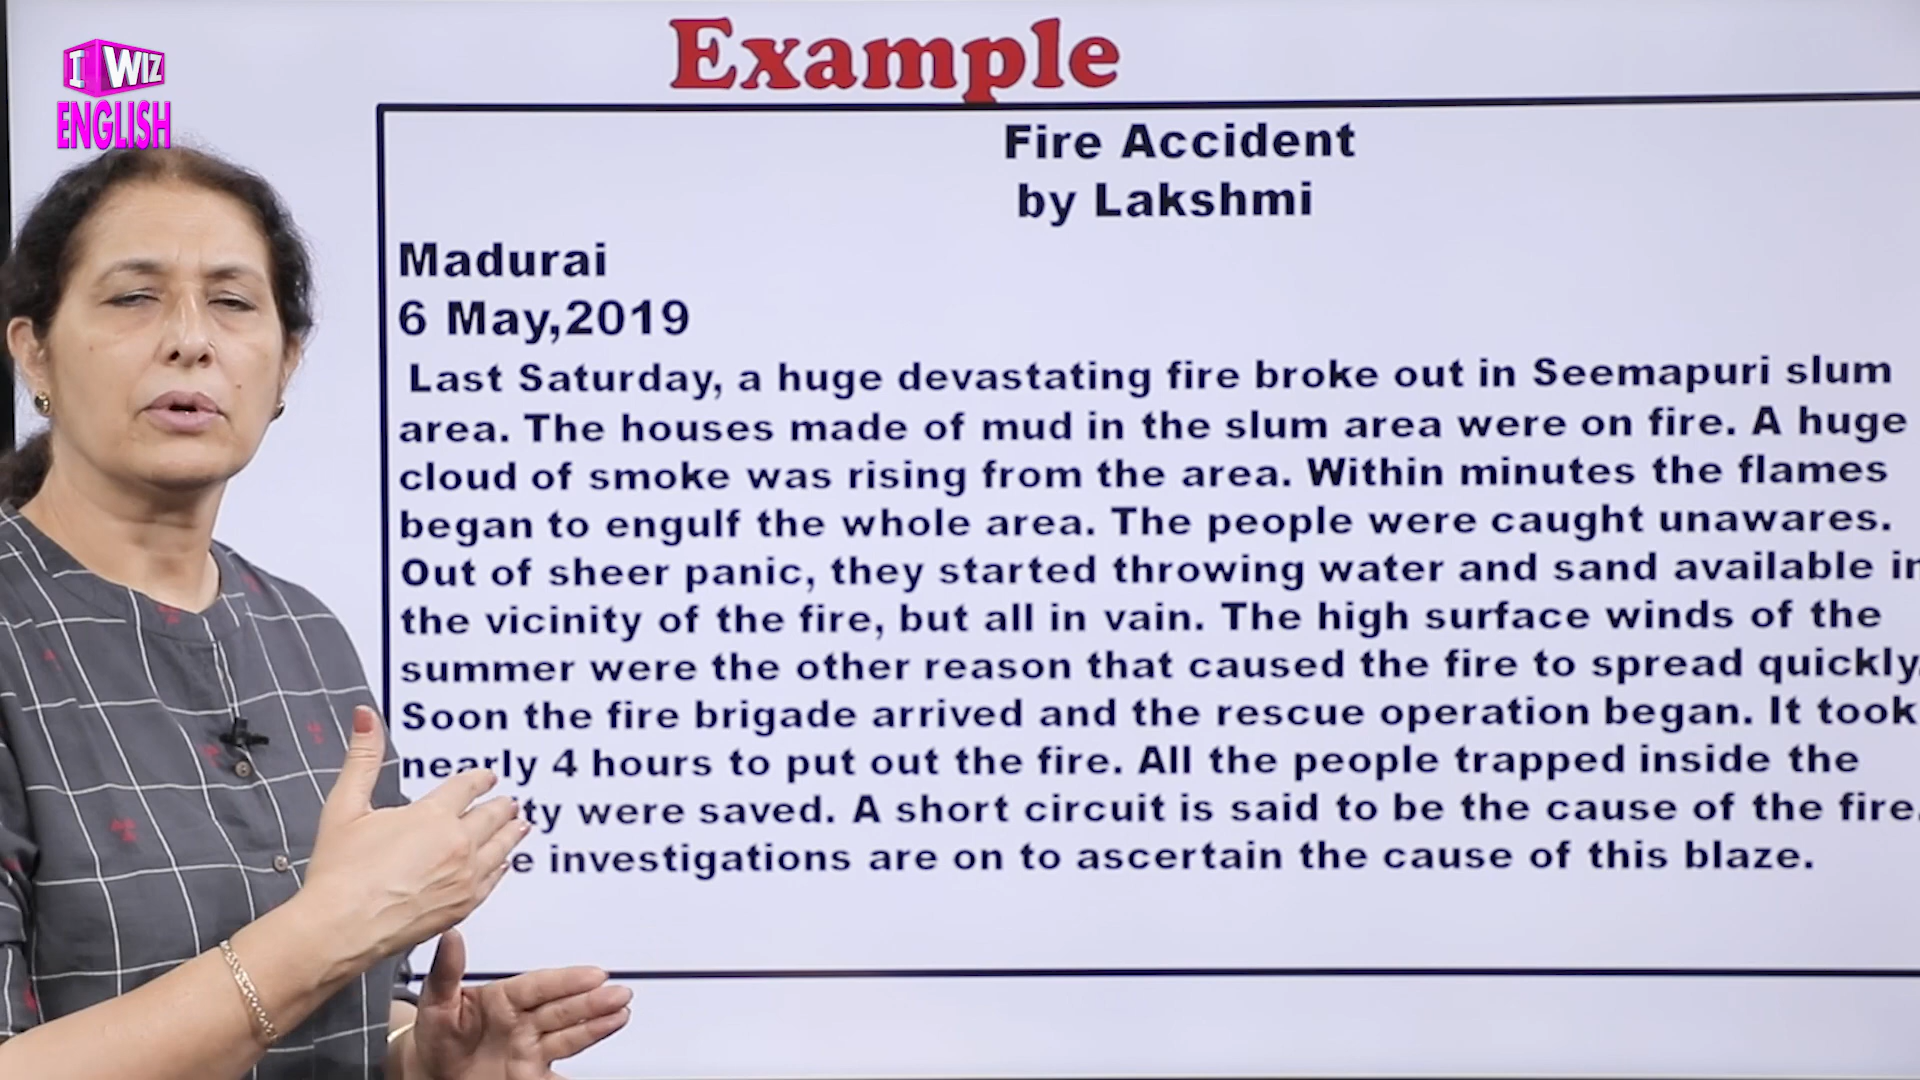 I WIZ
ENGLISH
Example
Fire Accident
by Lakshmi
Madurai
6 May,2019
Last Saturday, a huge devastating fire broke out in Seemapuri slum
area. The houses made of mud in the slum area were on fire. A huge
cloud of smoke was rising from the area. Within minutes the flames
began to engulf the whole area. The people were caught unawares.
Out of sheer panic, they started throwing water and sand available in
the vicinity of the fire, but all in vain. The high surface winds of the
summer were the other reason that caused the fire to spread quickly.
Soon the fire brigade arrived and the rescue operation began. It took
nearly 4 hours to put out the fire. All the people trapped inside the
were saved. A short circuit is said to be the cause of the fire.
investigations are on to ascertain the cause of this blaze.